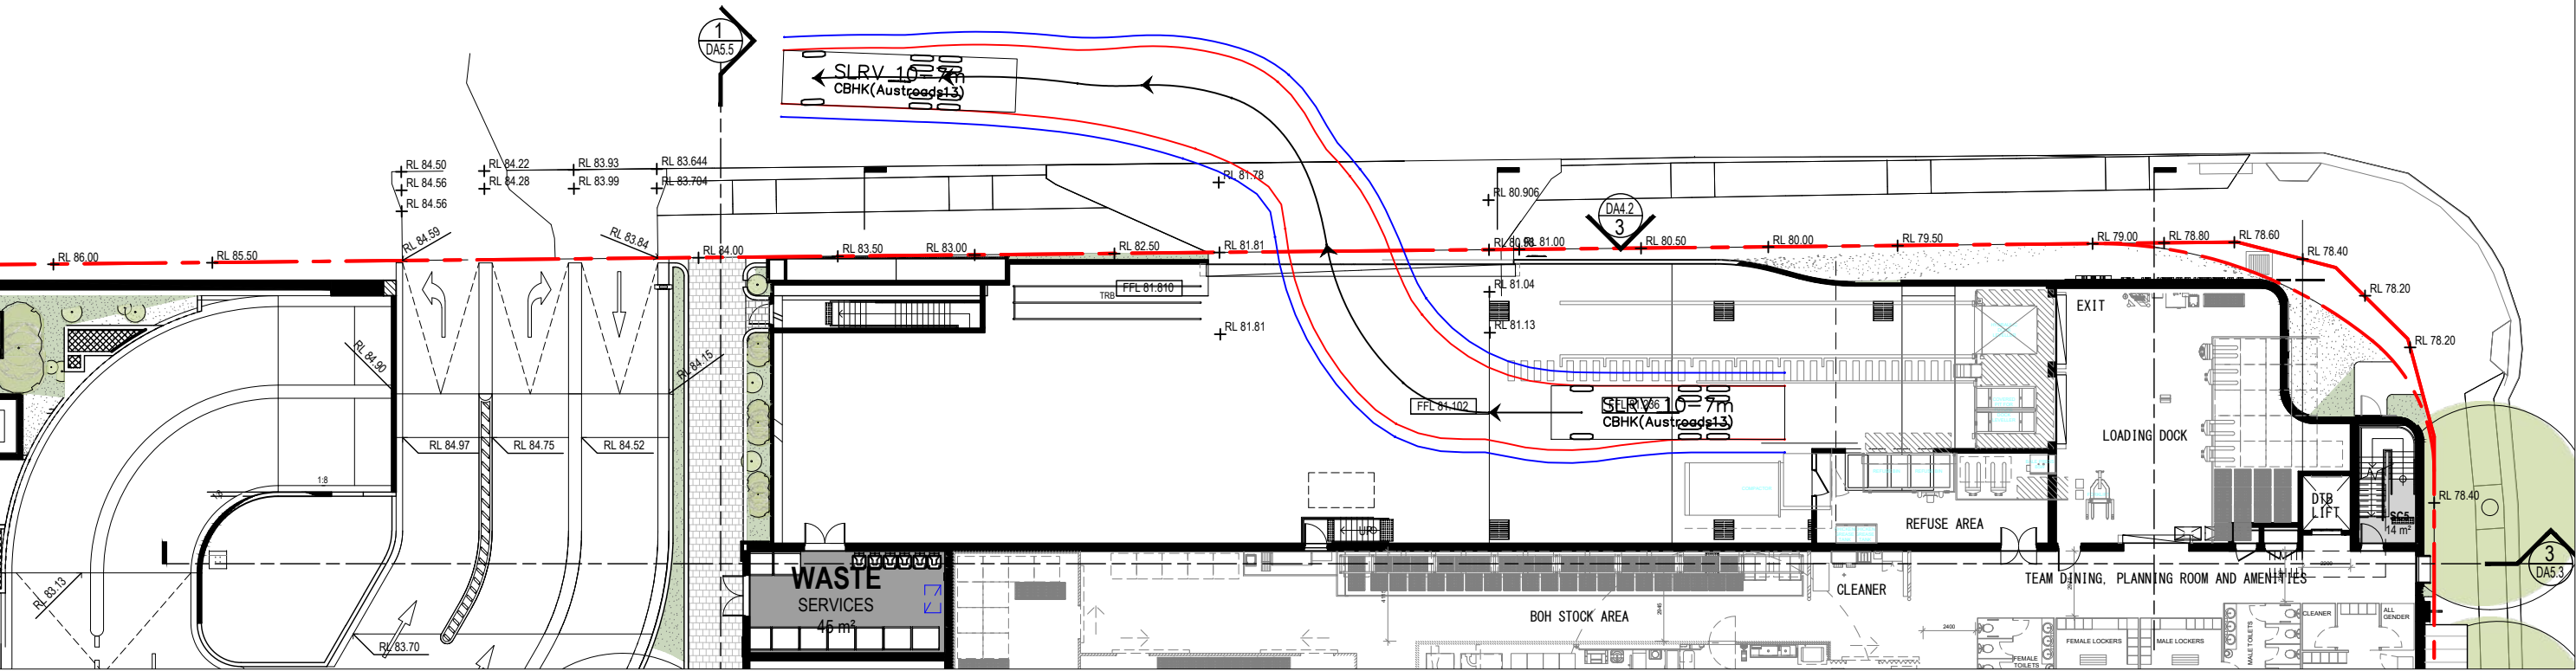 1
DA5.5
SLRV 10-7m
CBHK(Austroads13)
RL 84.50
RL 84.22
RL 83.93
RL 83.644
RL 84.56
RL 84.28
RL 83.99
RL 83.704
RL 84.56
RL 81.78
RL 80.906
DA4.2
3
RL 86.00
RL 85.50
RL 84.59
RL 83.84
RL 84.00
RL 83.50
RL 83.00
RL 82.50
RL 81.81
RL 81.00
RL 80.50
RL 80.00
RL 79.50
RL 79.00
RL 78.80
RL 78.60
RL 78.40
RL 78.20
RL 78.20
RL 78.40
FFL 81.810
TRB
RL 81.04
RL 81.81
RL 81.13
EXIT
RL 84.90
RL 84.15
FFL 81.102
SLRV 10-7m
CBHK(Austroads13)
LOADING DOCK
RL 84.97
RL 84.75
RL 84.52
1:8
REFUSE AREA
DTB
LIFT
SC5
14 m²
UP
3
DA5.3
WASTE
SERVICES
45 m²
RL 83.13
RL 83.70
BOH STOCK AREA
CLEANER
TEAM DINING, PLANNING ROOM AND AMENITIES
2400
FEMALE LOCKERS
MALE LOCKERS
FEMALE
TOILETS
MALE TOILETS
CLEANER
ALL
GENDER